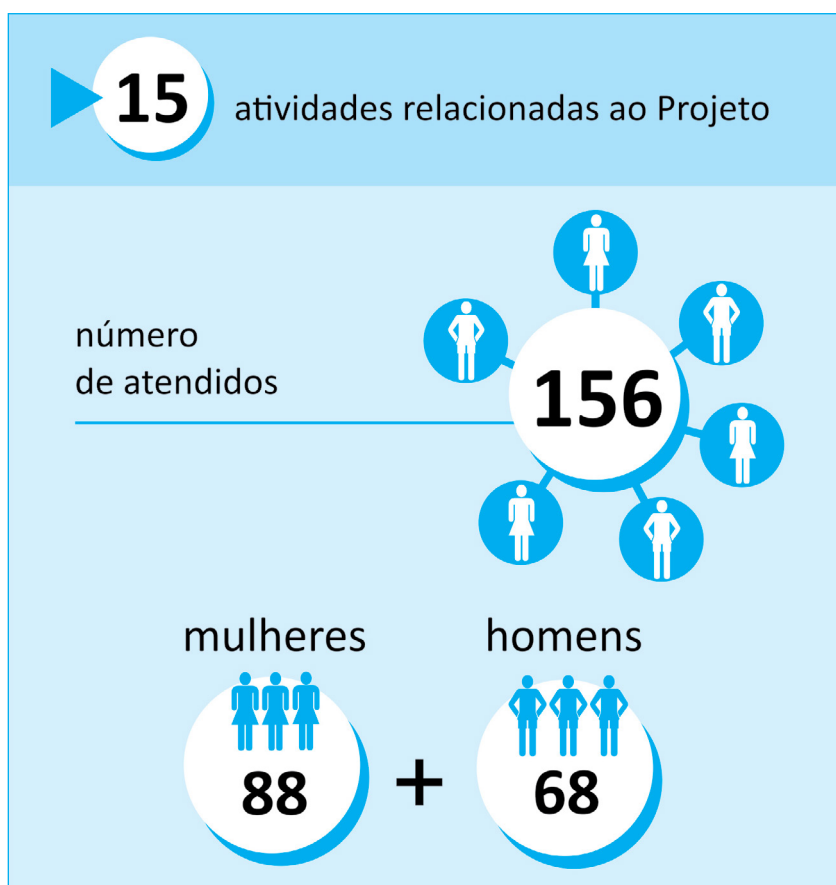 15 atividades relacionadas ao Projeto
número
de atendidos
156
mulheres homens
88 + 68